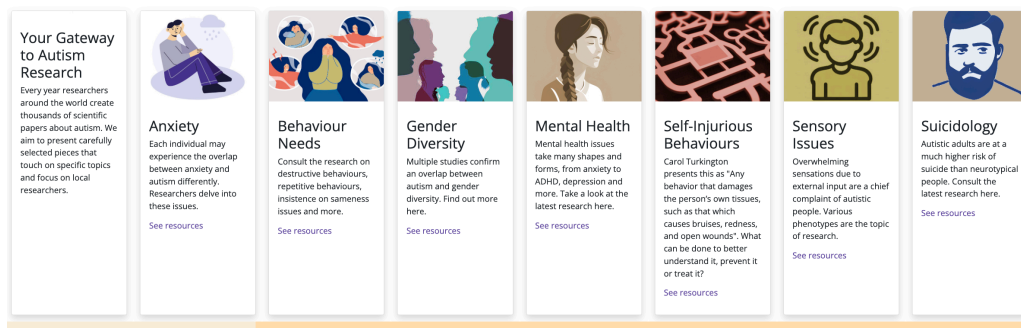 Your Gateway
to Autism
Research
Every year researchers
around the world create
thousands of scientific
papers about autism. We
aim to present carefully
selected pieces that
touch on specific topics
and focus on local
researchers.
Anxiety
Each individual may
experience the overlap
between anxiety and
autism differently.
Researchers delve into
these issues.
See resources
Behaviour
Needs
Consult the research on
destructive behaviours,
repetitive behaviours,
insistence on sameness
issues and more.
See resources
Gender
Diversity
Multiple studies confirm
an overlap between
autism and gender
diversity. Find out more
here.
See resources
Mental Health
Mental health issues
take many shapes and
forms, from anxiety to
ADHD, depression and
more. Take a look at the
latest research here.
See resources
Self-Injurious
Behaviours
Carol Turkington
presents this as "Any
behavior that damages
the person's own tissues,
such as that which
causes bruises, redness,
and open wounds". What
can be done to better
understand it, prevent it
or treat it?
See resources
Sensory
Issues
Overwhelming
sensations due to
external input are a chief
complaint of autistic
people. Various
phenotypes are the topic
of research.
See resources
Suicidology
Autistic adults are at a
much higher risk of
suicide than neurotypical
people. Consult the
latest research here.
See resources